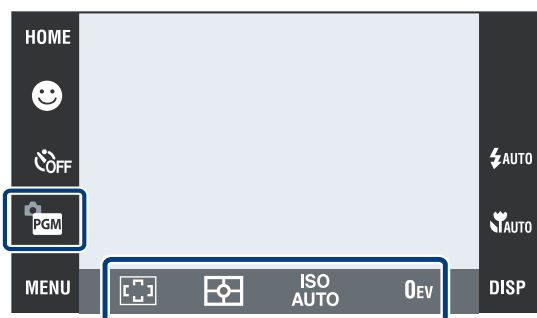 HOME
OFF
PGM
MENU
ISO
AUTO
0EV
AUTO
AUTO
DISP